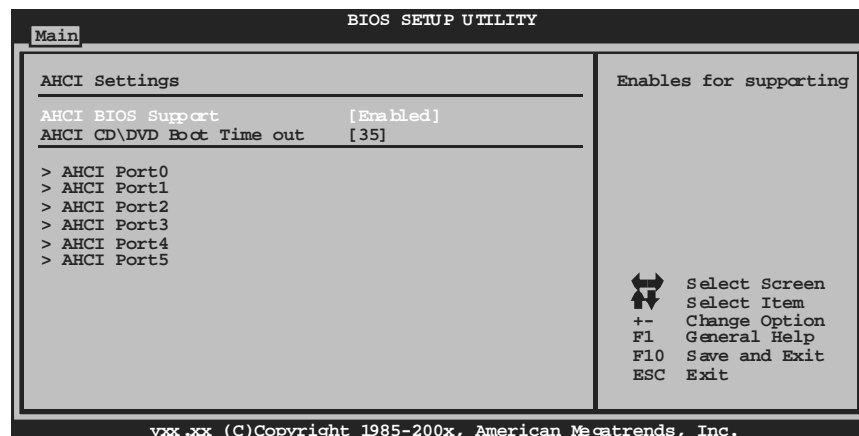 BIOS SETUP UTILITY
Main
AHCI Settings
AHCI BIOS Support [Enabled]
AHCI CD\DVD Boot Time out [35]
> AHCI Port0
> AHCI Port1
> AHCI Port2
> AHCI Port3
> AHCI Port4
> AHCI Port5
Enables for supporting
Select Screen
Select Item
+- Change Option
F1 General Help
F10 Save and Exit
ESC Exit
vxx.xx (C)Copyright 1985-200x, American Megatrends, Inc.